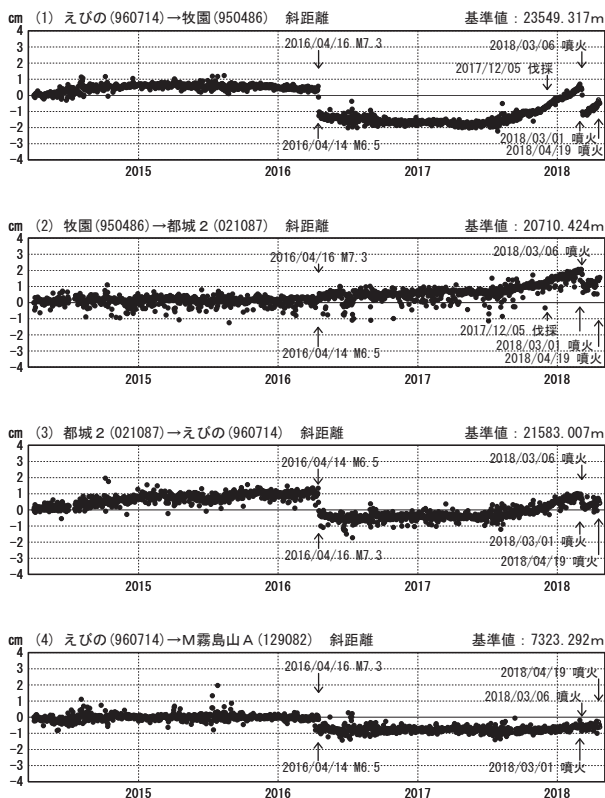 cm (1) えびの(960714)→牧園(950486) 斜距離 基準値：23549.317m
4
3
2
1
0
-1
-2
-3
-4
2016/04/16 M7.3
2018/03/06 噴火
2017/12/05 伐採
2016/04/14 M6.5
2018/03/01 噴火
2018/04/19 噴火
2015 2016 2017 2018
cm (2) 牧園(950486)→都城２(021087) 斜距離 基準値：20710.424m
4
3
2
1
0
-1
-2
-3
-4
2016/04/16 M7.3
2018/03/06 噴火
2017/12/05 伐採
2016/04/14 M6.5
2018/03/01 噴火
2018/04/19 噴火
2015 2016 2017 2018
cm (3) 都城２(021087)→えびの(960714) 斜距離 基準値：21583.007m
4
3
2
1
0
-1
-2
-3
-4
2016/04/14 M6.5
2018/03/06 噴火
2016/04/16 M7.3
2018/03/01 噴火
2018/04/19 噴火
2015 2016 2017 2018
cm (4) えびの(960714)→Ｍ霧島山Ａ(129082) 斜距離 基準値：7323.292m
4
3
2
1
0
-1
-2
-3
-4
2016/04/16 M7.3
2018/04/19 噴火
2018/03/06 噴火
2016/04/14 M6.5
2018/03/01 噴火
2015 2016 2017 2018